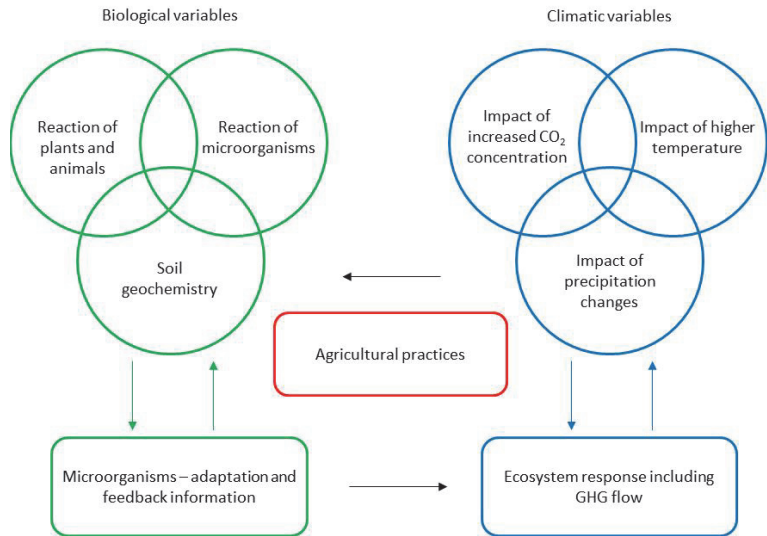 Biological variables
Climatic variables
Reaction of
plants and
animals
Reaction of
microorganisms
Soil
geochemistry
Impact of
increased CO₂
concentration
Impact of higher
temperature
Impact of
precipitation
changes
Agricultural practices
Microorganisms – adaptation and
feedback information
Ecosystem response including
GHG flow